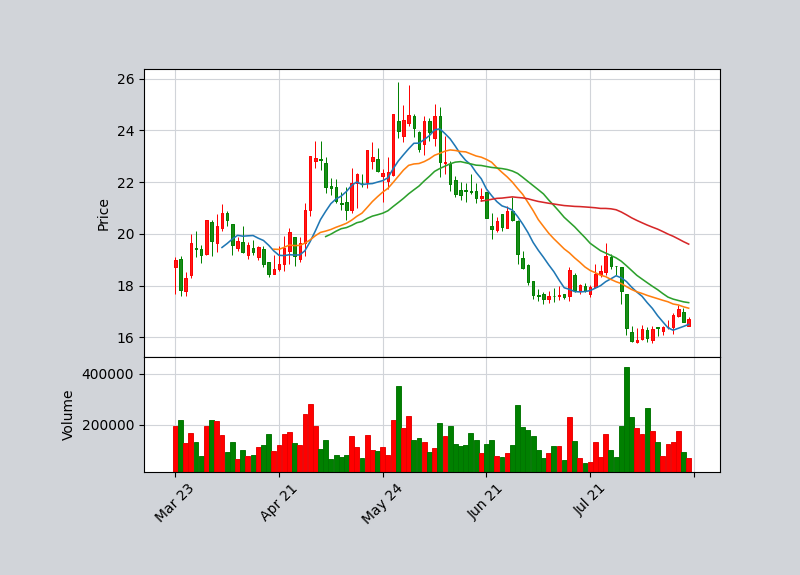 26
24
22
20
18
16
Price
400000
200000
Volume
Mar 23
Apr 21
May 24
Jun 21
Jul 21